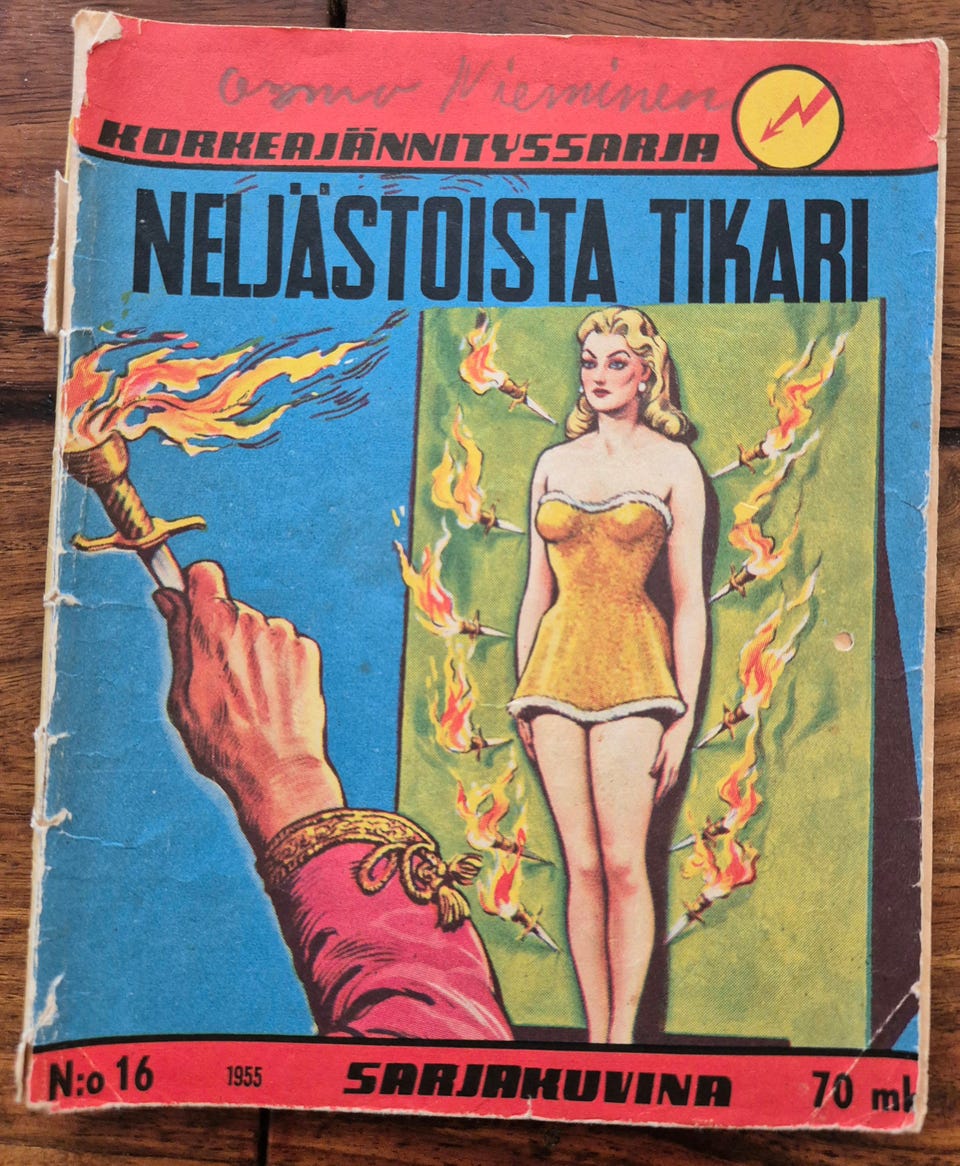 Osmo Nieminen
KORKEAJÄNNITYSSARJA
NELJÄSTOISTA TIKARI
N:o 16 1955 SARJAKUVINA 70 mk